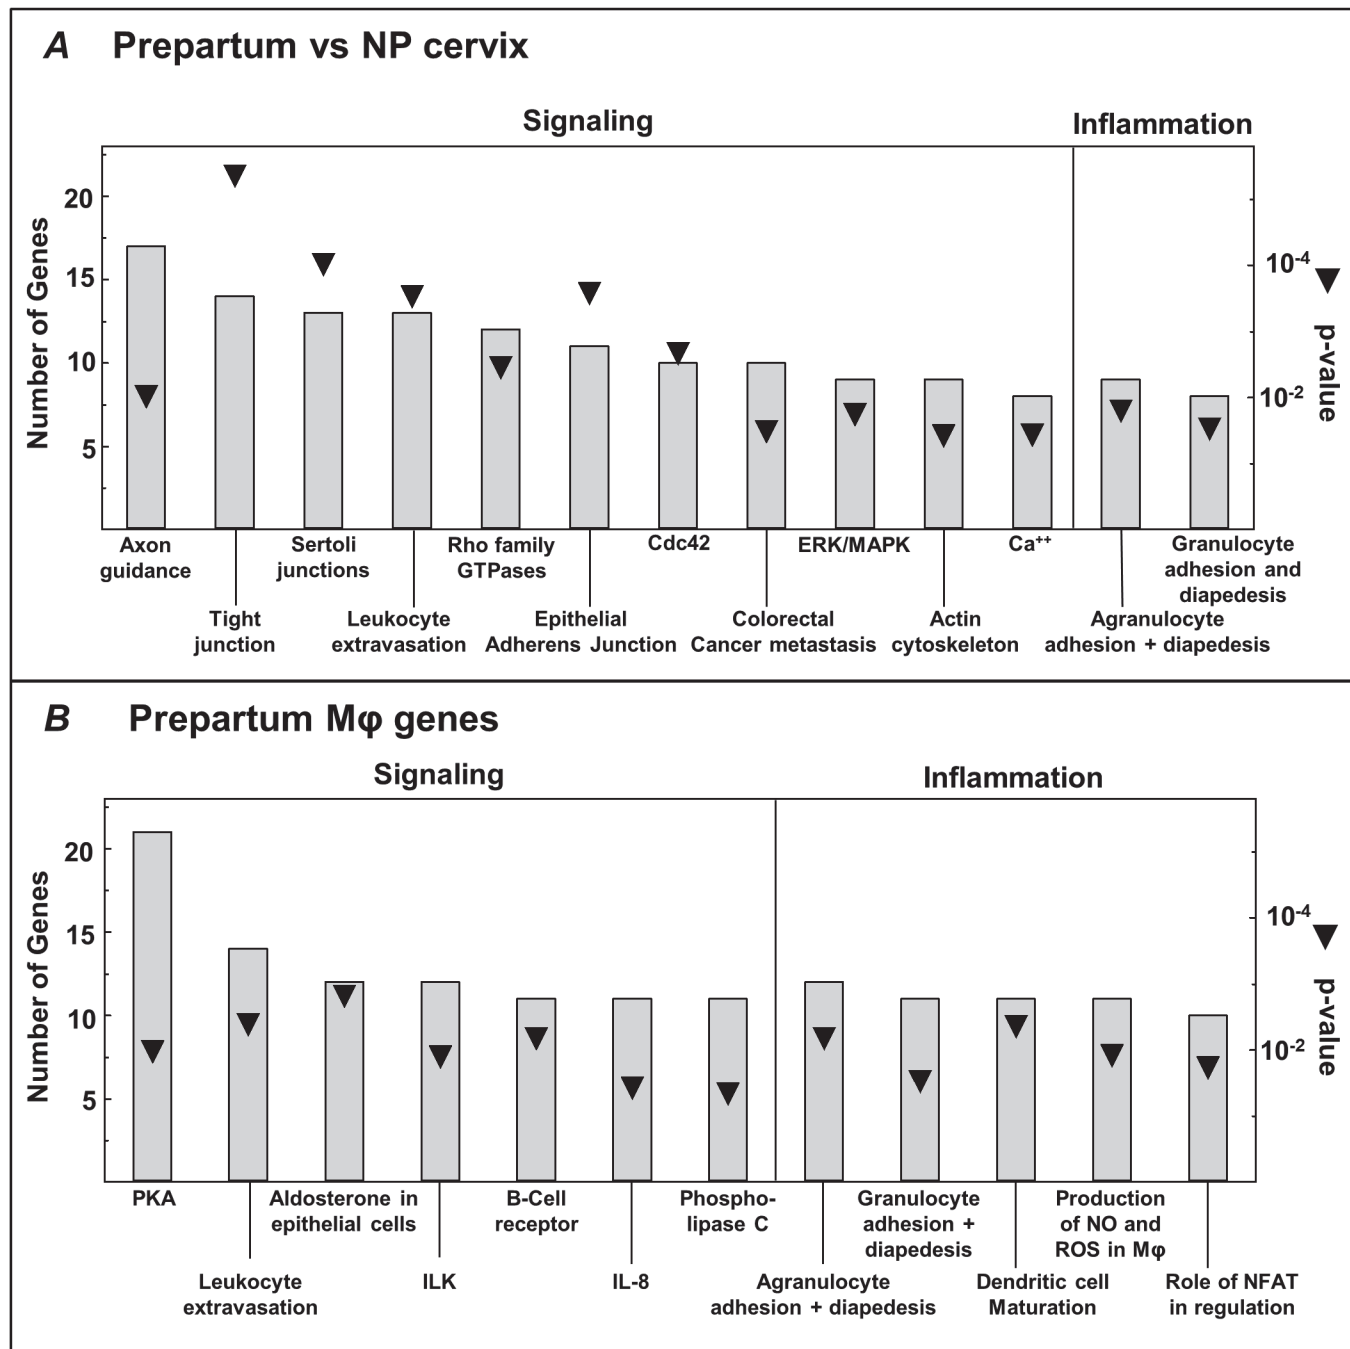 A Prepartum vs NP cervix
Signaling
Inflammation
Number of Genes
20
15
10
5
10-4
10-2
p-value
Axon
guidance
Tight
junction
Sertoli
junctions
Leukocyte
extravasation
Rho family
GTPases
Epithelial
Adherens Junction
Cdc42
Colorectal
Cancer metastasis
ERK/MAPK
Actin
cytoskeleton
Ca++
Agranulocyte
adhesion + diapedesis
Granulocyte
adhesion and
diapedesis
B Prepartum Mφ genes
Signaling
Inflammation
Number of Genes
20
15
10
5
10-4
10-2
p-value
PKA
Leukocyte
extravasation
Aldosterone in
epithelial cells
ILK
B-Cell
receptor
IL-8
Phospho-
lipase C
Agranulocyte
adhesion + diapedesis
Granulocyte
adhesion +
diapedesis
Dendritic cell
Maturation
Production
of NO and
ROS in Mφ
Role of NFAT
in regulation